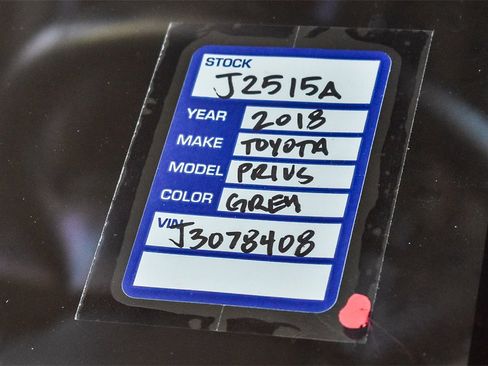 STOCK
J2515A
YEAR 2018
MAKE TOYOTA
MODEL PRIUS
COLOR GREY
VIN J3078408